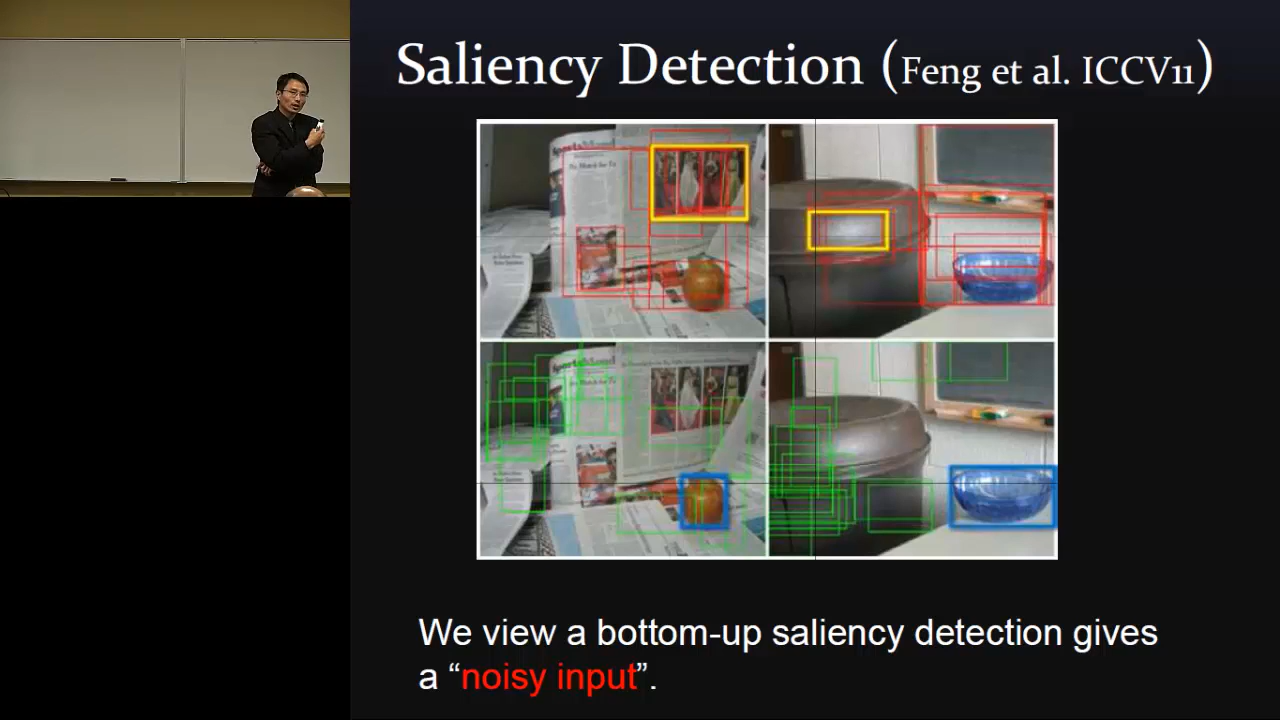 Saliency Detection (Feng et al. ICCV11)
We view a bottom-up saliency detection gives
a “noisy input”.